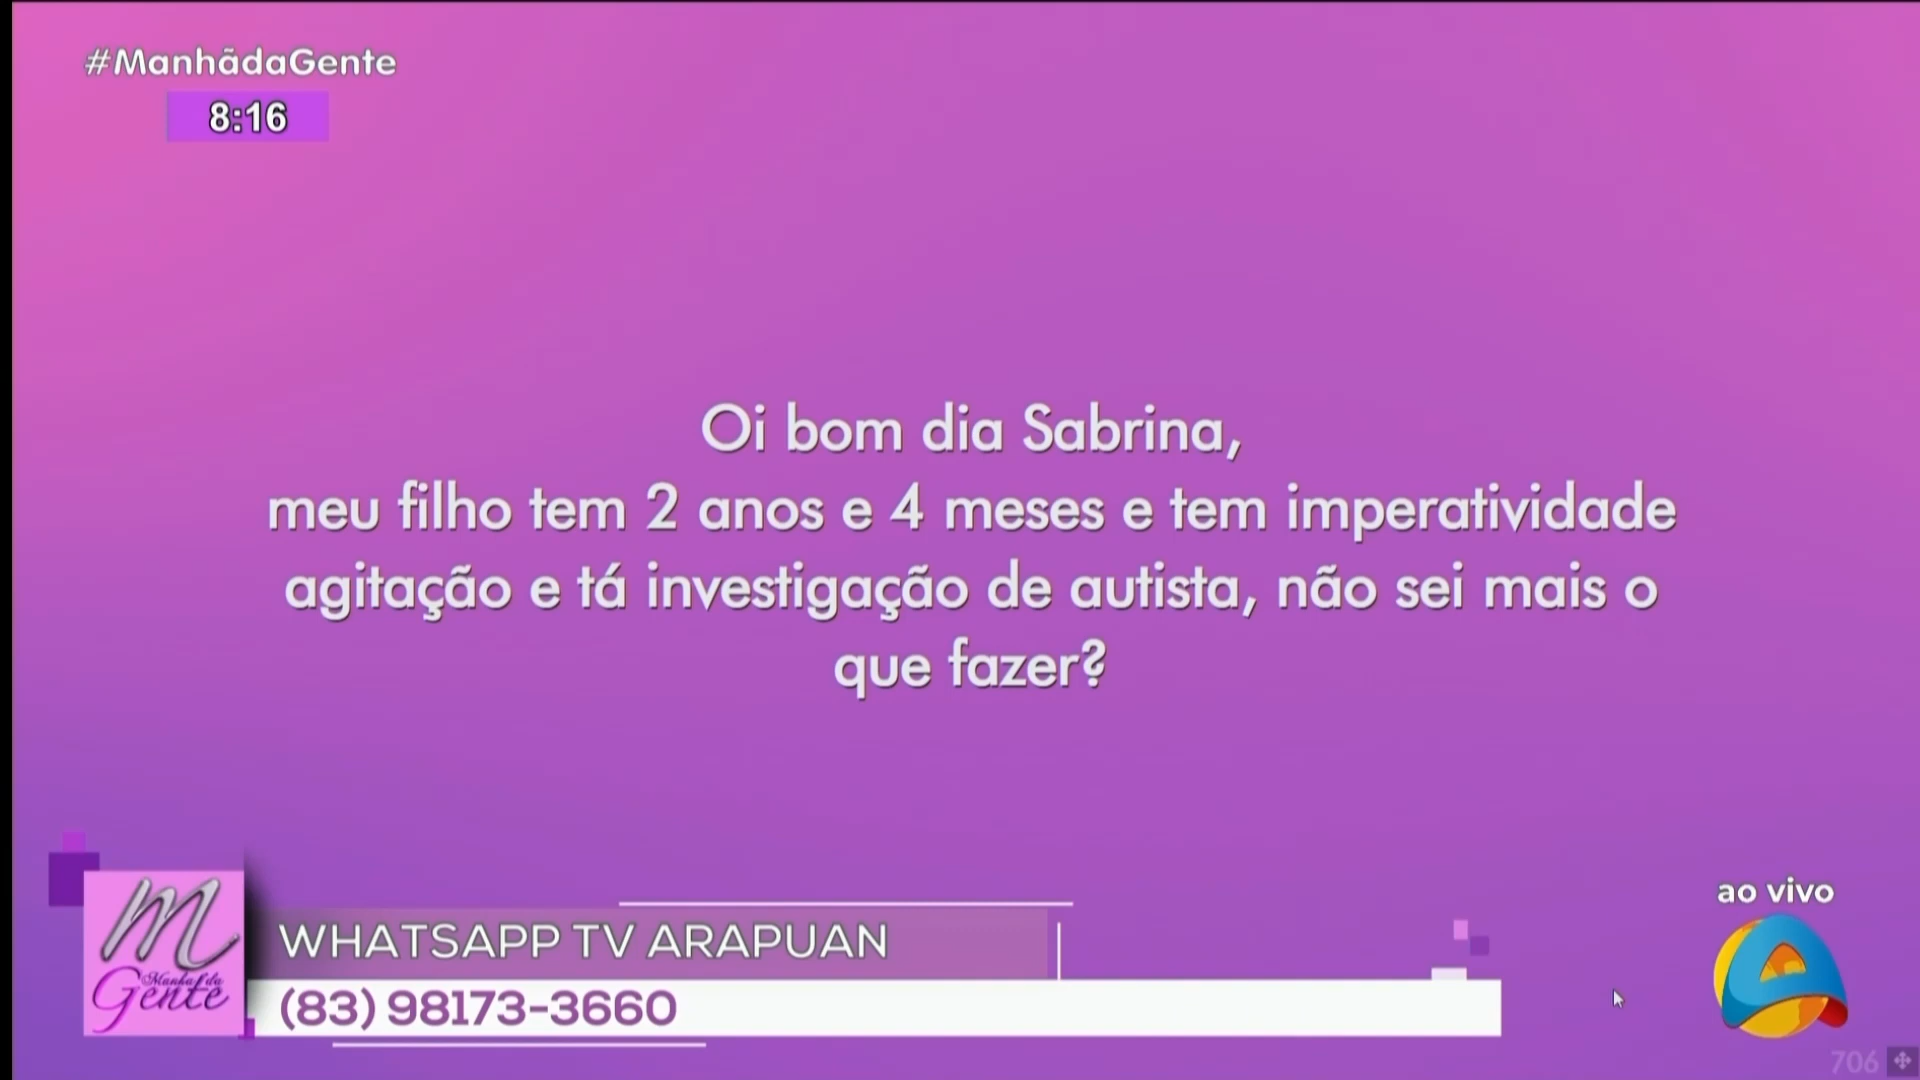 #ManhãdaGente
8:16
Oi bom dia Sabrina,
meu filho tem 2 anos e 4 meses e tem imperatividade
agitação e tá investigação de autista, não sei mais o
que fazer?
ao vivo
M
Manhã da
Gente
WHATSAPP TV ARAPUAN
(83) 98173-3660
706